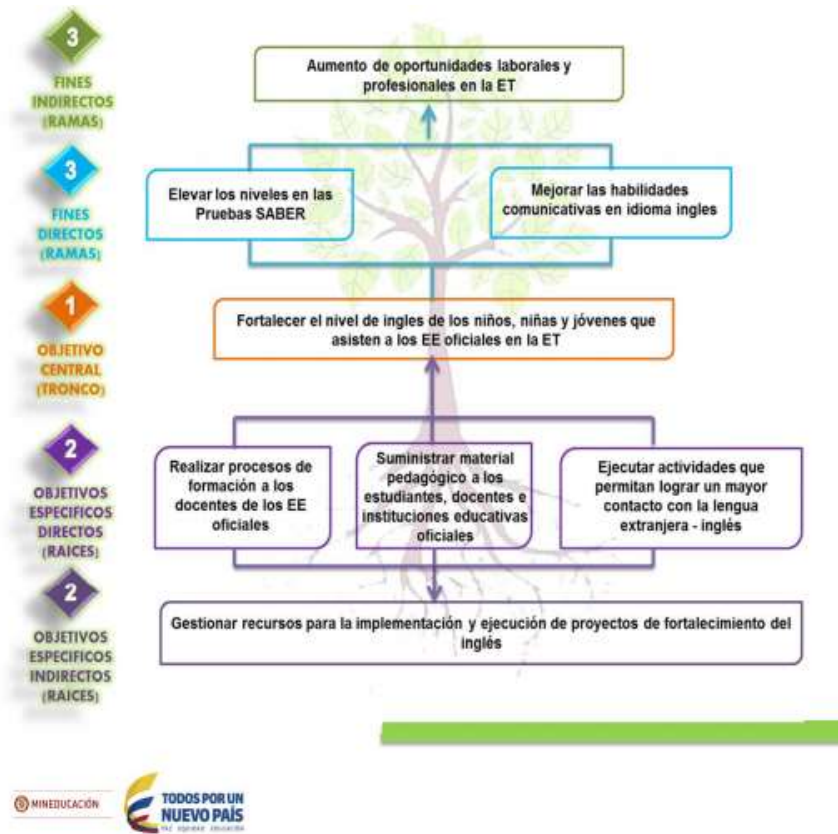 3
FINES
INDIRECTOS
(RAMAS)
Aumento de oportunidades laborales y
profesionales en la ET
3
FINES
DIRECTOS
(RAMAS)
Elevar los niveles en las
Pruebas SABER
Mejorar las habilidades
comunicativas en idioma ingles
1
OBJETIVO
CENTRAL
(TRONCO)
Fortalecer el nivel de ingles de los niños, niñas y jóvenes que
asisten a los EE oficiales en la ET
2
OBJETIVOS
ESPECIFICOS
DIRECTOS
(RAICES)
Realizar procesos de
formación a los
docentes de los EE
oficiales
Suministrar material
pedagógico a los
estudiantes, docentes e
instituciones educativas
oficiales
Ejecutar actividades que
permitan lograr un mayor
contacto con la lengua
extranjera - inglés
2
OBJETIVOS
ESPECIFICOS
INDIRECTOS
(RAICES)
Gestionar recursos para la implementación y ejecución de proyectos de fortalecimiento del
inglés
MINEDUCACIÓN
TODOS POR UN
NUEVO PAÍS
PAZ EQUIDAD EDUCACIÓN